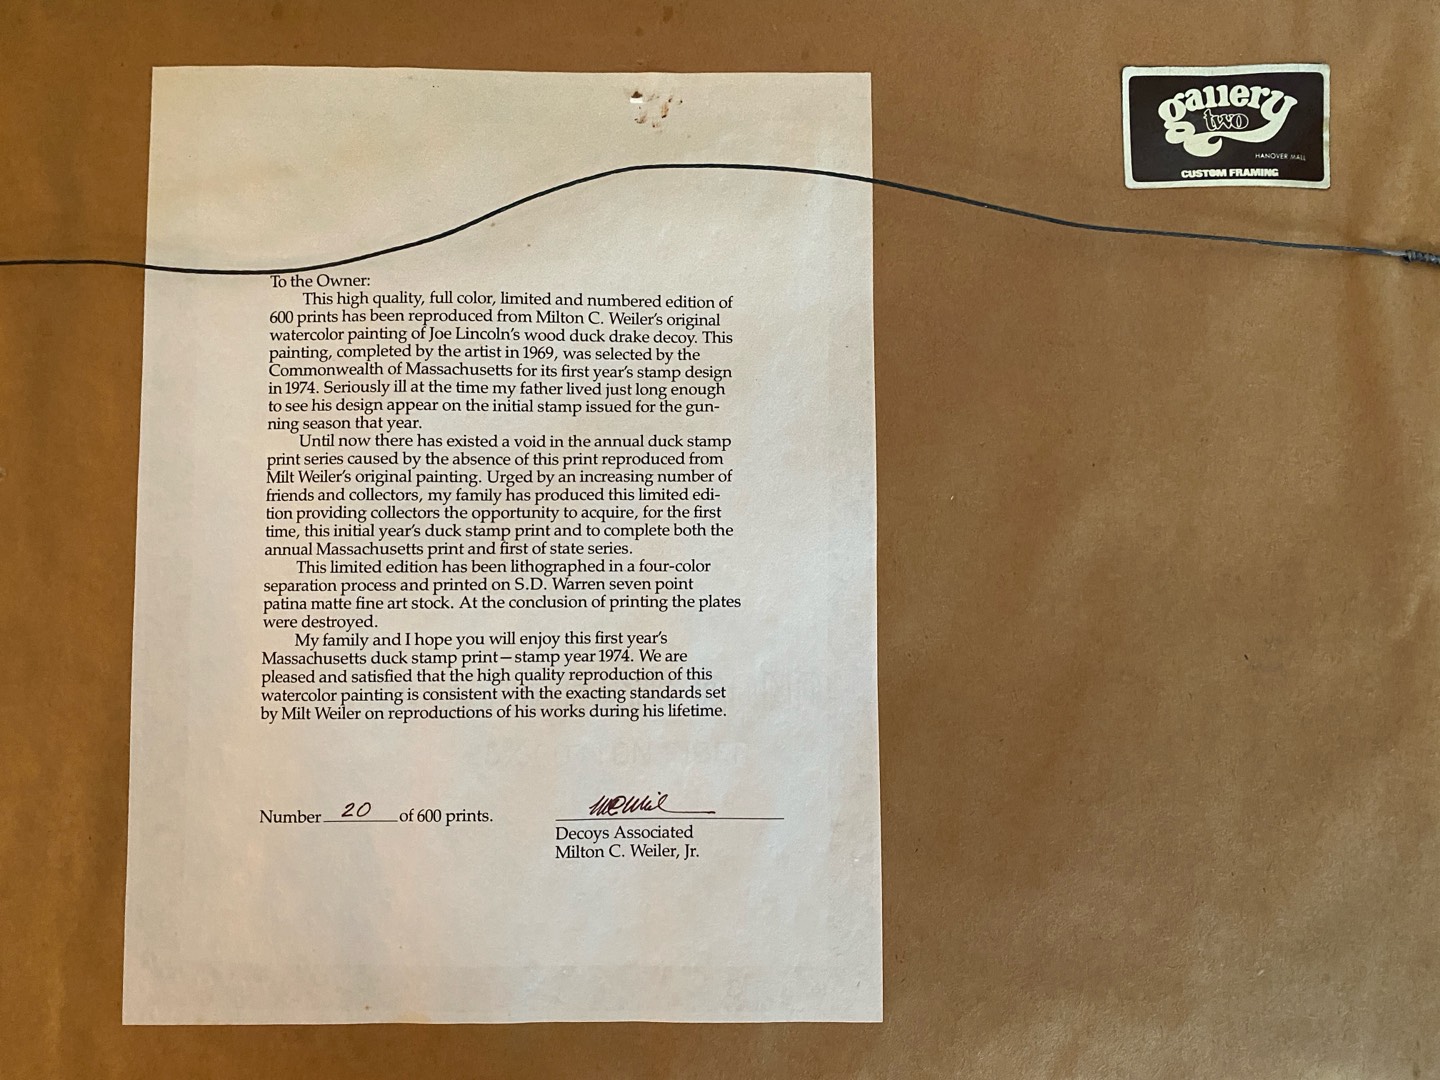 gallery
two
HANOVER MALL
CUSTOM FRAMING
To the Owner:
This high quality, full color, limited and numbered edition of
600 prints has been reproduced from Milton C. Weiler's original
watercolor painting of Joe Lincoln's wood duck drake decoy. This
painting, completed by the artist in 1969, was selected by the
Commonwealth of Massachusetts for its first year's stamp design
in 1974. Seriously ill at the time my father lived just long enough
to see his design appear on the initial stamp issued for the gun-
ning season that year.
Until now there has existed a void in the annual duck stamp
print series caused by the absence of this print reproduced from
Milt Weiler's original painting. Urged by an increasing number of
friends and collectors, my family has produced this limited edi-
tion providing collectors the opportunity to acquire, for the first
time, this initial year's duck stamp print and to complete both the
annual Massachusetts print and first of state series.
This limited edition has been lithographed in a four-color
separation process and printed on S.D. Warren seven point
patina matte fine art stock. At the conclusion of printing the plates
were destroyed.
My family and I hope you will enjoy this first year's
Massachusetts duck stamp print—stamp year 1974. We are
pleased and satisfied that the high quality reproduction of this
watercolor painting is consistent with the exacting standards set
by Milt Weiler on reproductions of his works during his lifetime.
Number 20 of 600 prints.
Decoys Associated
Milton C. Weiler, Jr.